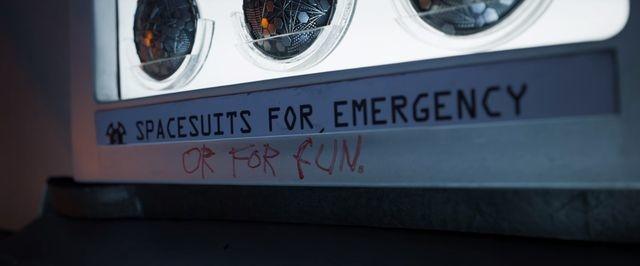 SPACESUITS FOR EMERGENCY
OR FOR FUN.